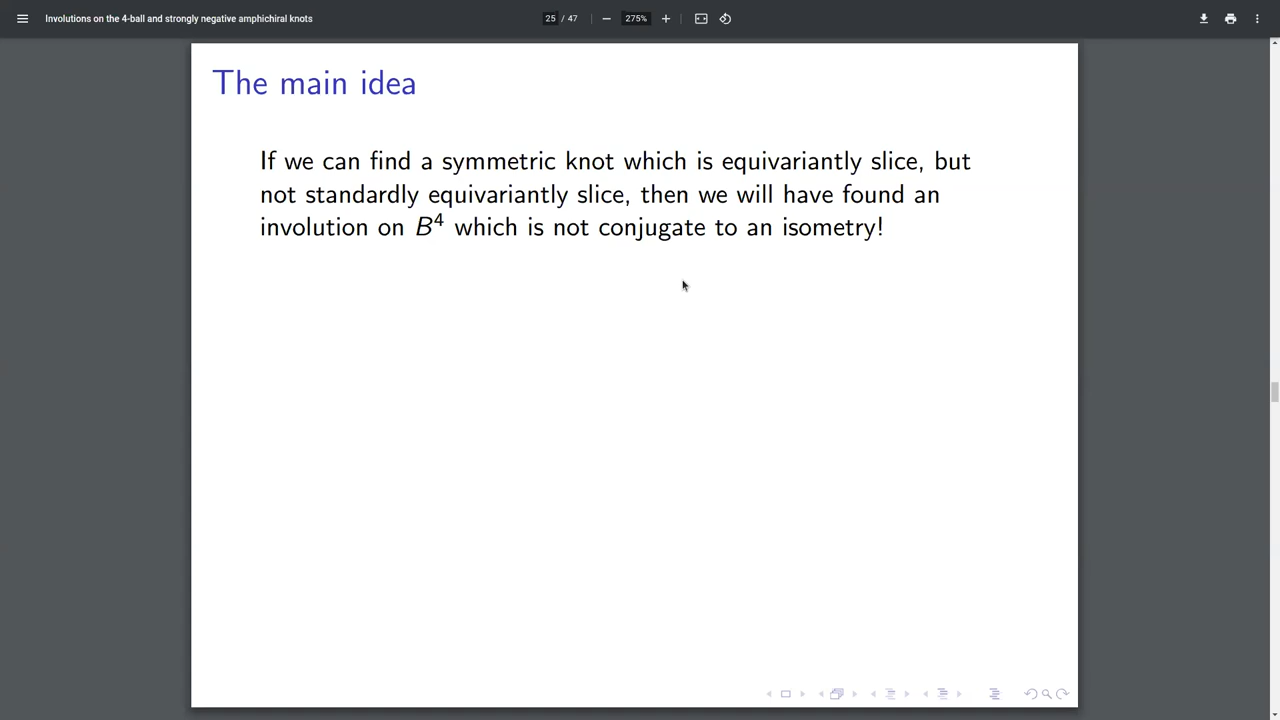 Involutions on the 4-ball and strongly negative amphichiral knots
25 / 47
275%
The main idea
If we can find a symmetric knot which is equivariantly slice, but
not standardly equivariantly slice, then we will have found an
involution on B⁴ which is not conjugate to an isometry!